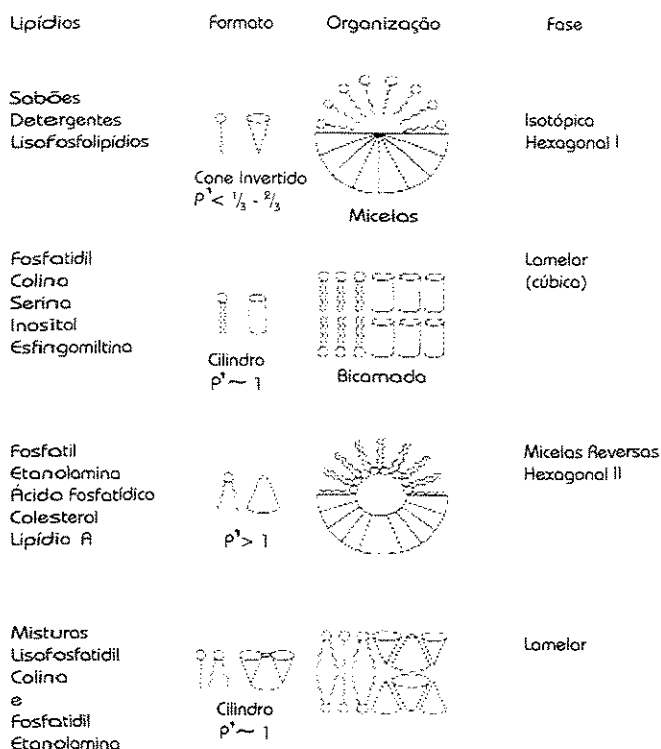 Lipídios Formato Organização Fase
Sabões
Detergentes
Lisofosfolipídios
Cone Invertido
P' < 1/3 - 2/3
Micelas
Isotópica
Hexagonal I
Fosfatidil
Colina
Serina
Inositol
Esfingomiltina
Cilindro
P' ~ 1
Bicamada
Lamelar
(cúbica)
Fosfatil
Etanolamina
Ácido Fosfatídico
Colesterol
Lipídio A
P' > 1
Micelas Reversas
Hexagonal II
Misturas
Lisofosfatidil
Colina
e
Fosfatidil
Etanolamina
Cilindro
P' ~ 1
Lamelar